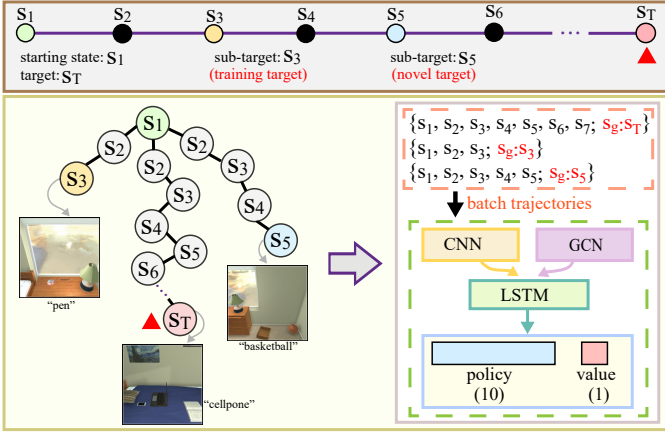 S1 S2 S3 S4 S5 S6 ... ST
starting state: S1
target: ST
sub-target: S3
(training target)
sub-target: S5
(novel target)
S1
S2 S2
S3 S2 S3
S3
S4 S4
S5 S5
S6
ST
"pen"
"basketball"
"cellpone"
{s1, s2, s3, s4, s5, s6, s7; sg:sT}
{s1, s2, s3; sg:s3}
{s1, s2, s3, s4, s5; sg:s5}
batch trajectories
CNN GCN
LSTM
policy value
(10) (1)